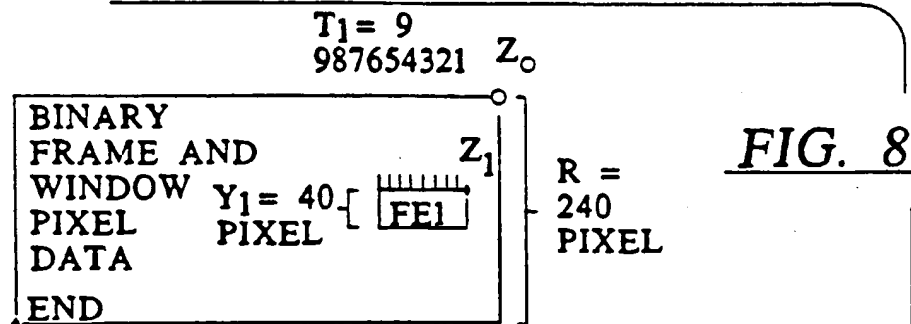 T1 = 9
987654321 Zo
BINARY
FRAME AND
WINDOW
PIXEL
DATA
END
Y1 = 40
PIXEL
Z1
FE1
R =
240
PIXEL
FIG. 8